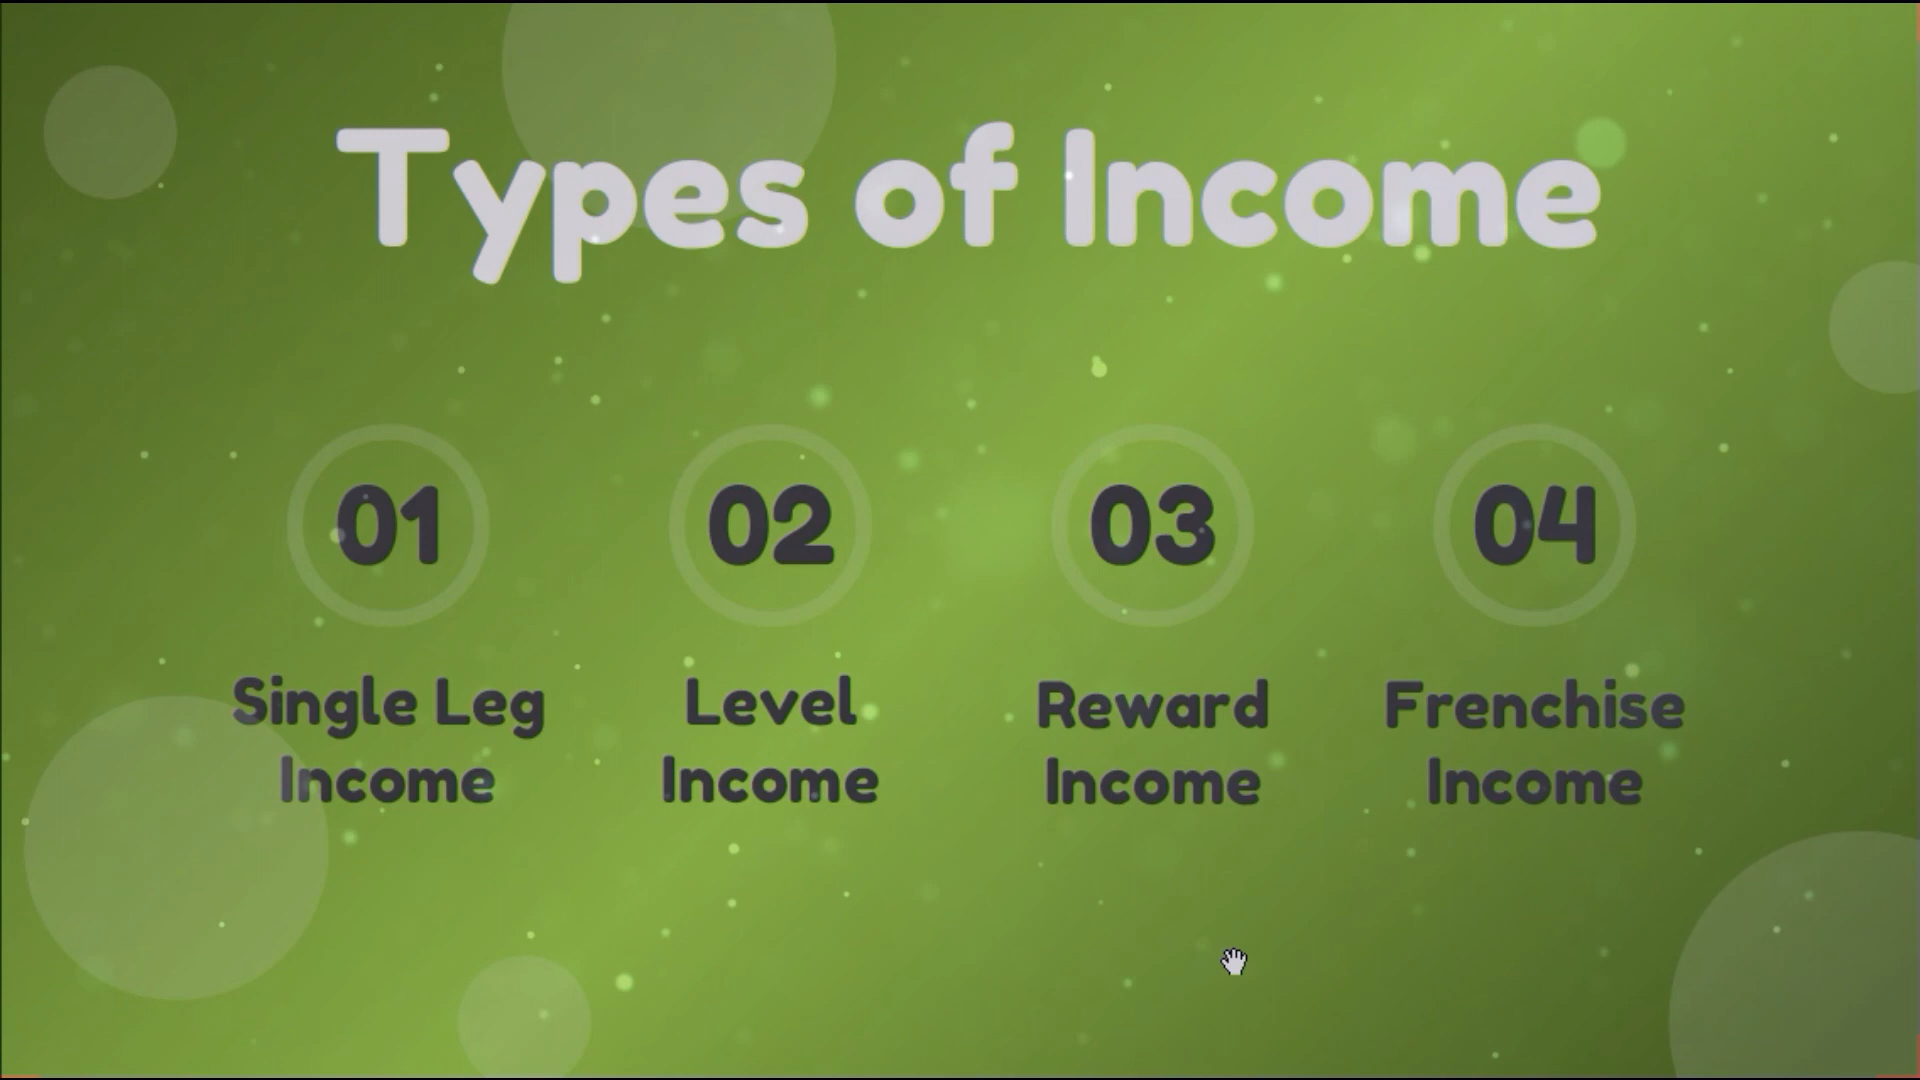 Types of Income
01
02
03
04
Single Leg
Income
Level
Income
Reward
Income
Frenchise
Income